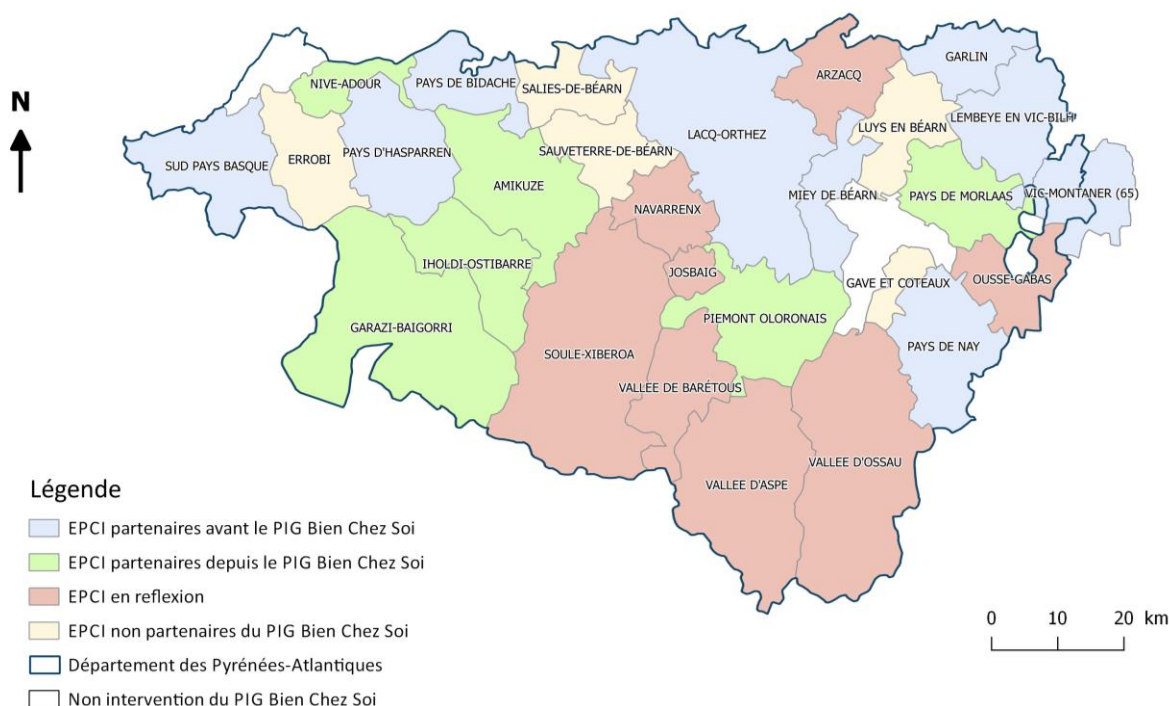 GARLIN
ARZACQ
N
NIVE-ADOUR
PAYS DE BIDACHE
SALIES-DE-BÉARN
LEMBEYE EN VIC-BILH
LUYS EN BÉARN
LACQ-ORTHEZ
SAUVETERRE-DE-BÉARN
PAYS D'HASPARREN
ERROBI
SUD PAYS BASQUE
AMIKUZE
MIEY DE BÉARN
PAYS DE MORLAAS
VIC-MONTANER (65)
NAVARRENX
IHOLDI-OSTIBARRE
JOSBAIG
GAVE ET COTEAUX
OUSSE-GABAS
GARAZI-BAIGORRI
PIEMONT OLORONAIS
PAYS DE NAY
SOULE-XIBEROA
VALLEE DE BARÉTOUS
VALLEE D'OSSAU
VALLEE D'ASPE
Légende
EPCI partenaires avant le PIG Bien Chez Soi
EPCI partenaires depuis le PIG Bien Chez Soi
EPCI en reflexion
EPCI non partenaires du PIG Bien Chez Soi
Département des Pyrénées-Atlantiques
Non intervention du PIG Bien Chez Soi
0 10 20 km